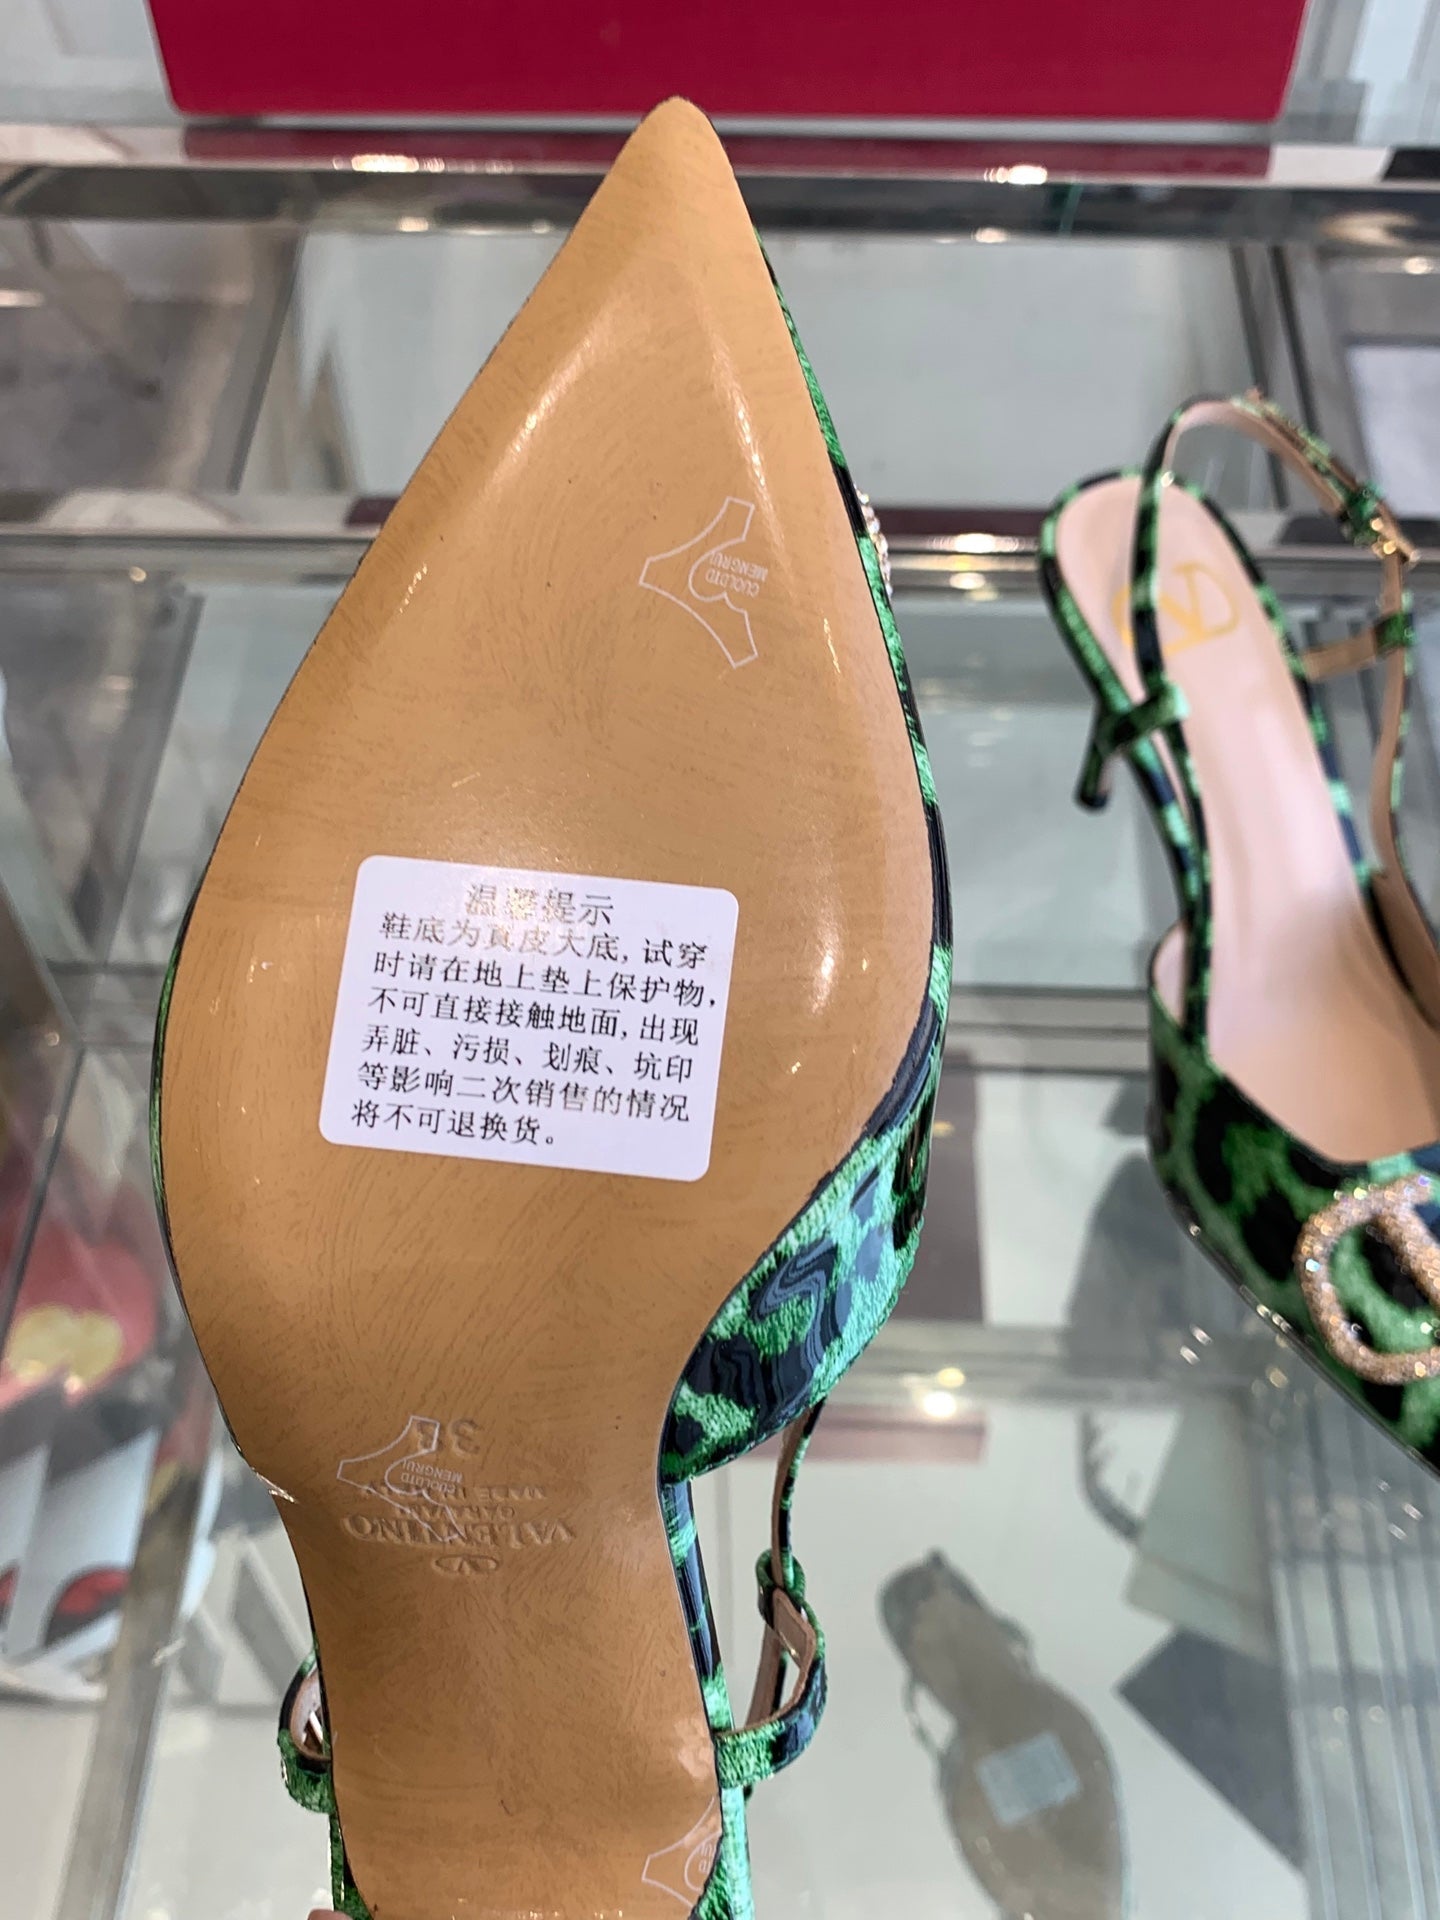 温馨提示
鞋底为真皮大底，试穿
时请在地上垫上保护物，
不可直接接触地面，出现
弄脏、污损、划痕、坑印
等影响二次销售的情况
将不可退换货。
CUOLDTD
MENGRUI
CUOLDTD
MENGRUI
VALENTINO
GARAVANI